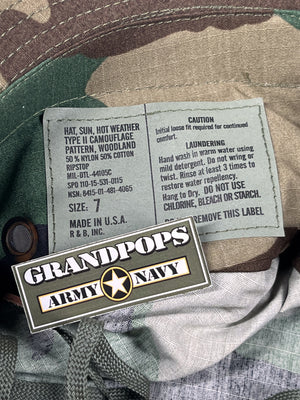 HAT, SUN, HOT WEATHER
TYPE II CAMOUFLAGE
PATTERN, WOODLAND
50 % NYLON 50% COTTON
RIPSTOP
MIL-DTL-44105C
SPO 110-15-531-0115
NSN. 8415-01-481-4065
SIZE: 7
MADE IN U.S.A.
R & B, INC.
CAUTION
Initial loose fit required for continued
comfort.
LAUNDERING
Hand wash in warm water using
mild detergent. Do not wring or
twist. Rinse at least 3 times to
restore water repellency.
Hang to Dry. DO NOT USE
CHLORINE, BLEACH OR STARCH.
REMOVE THIS LABEL
GRANDPOPS
ARMY NAVY